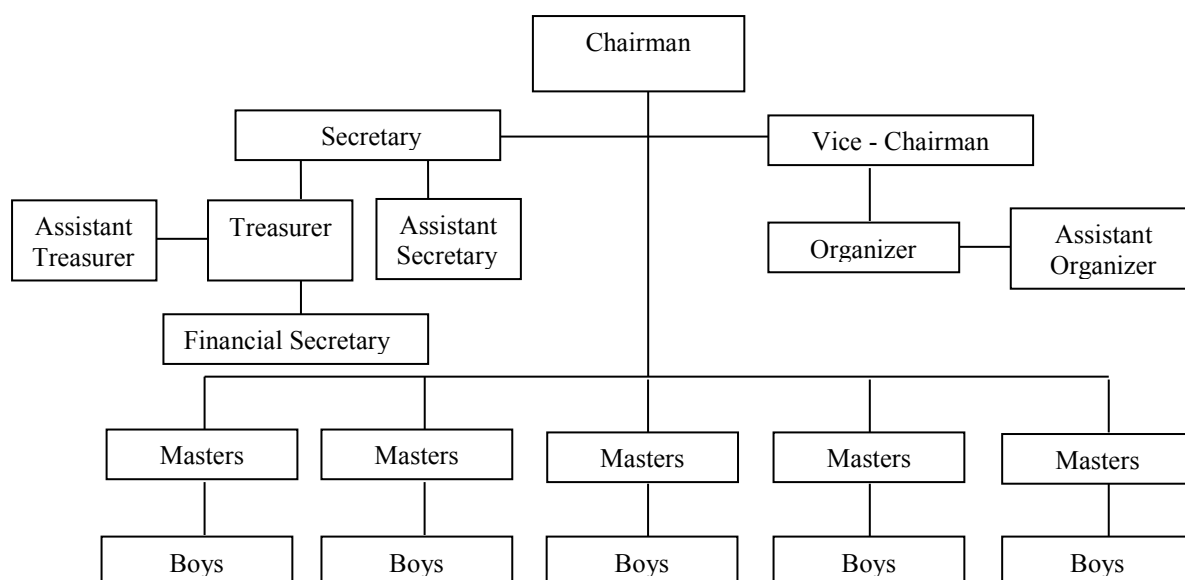 Chairman
Secretary
Vice - Chairman
Assistant
Treasurer
Treasurer
Assistant
Secretary
Organizer
Assistant
Organizer
Financial Secretary
Masters
Masters
Masters
Masters
Masters
Boys
Boys
Boys
Boys
Boys